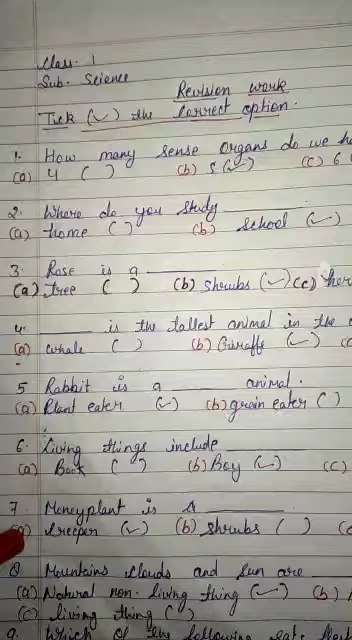 Class. 1
Sub. Science
Revision work
Tick (✓) the correct option.
1. How many sense organs do we
(a) 4 ( ) (b) 5 (✓) (c) 6
2. Where do you study ______
(a) home ( ) (b) school (✓)
3. Rose is a ______
(a) tree ( ) (b) shrubs (✓) (c)
4. ______ is the tallest animal in the
(a) whale ( ) (b) Giraffe (✓)
5 Rabbit is a ______ animal.
(a) Plant eater (✓) (b) grain eater ( )
6. Living things include ______
(a) Book ( ) (b) Boy (✓) (c)
7. Moneyplant is a ______
(a) creeper (✓) (b) shrubs ( )
8 Mountains clouds and sun are
(a) Natural non-living thing (✓) (b)
(c) living thing ( )
9. Which of the following